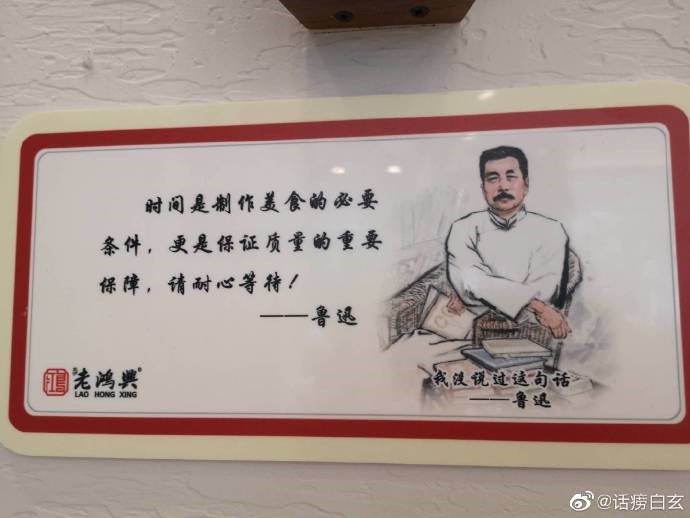 时间是制作美食的必要
条件，更是保证质量的重要
保障，请耐心等待！
——鲁迅
我没说过这句话
——鲁迅
老鸿兴®
LAO HONG XING
@话痨白玄